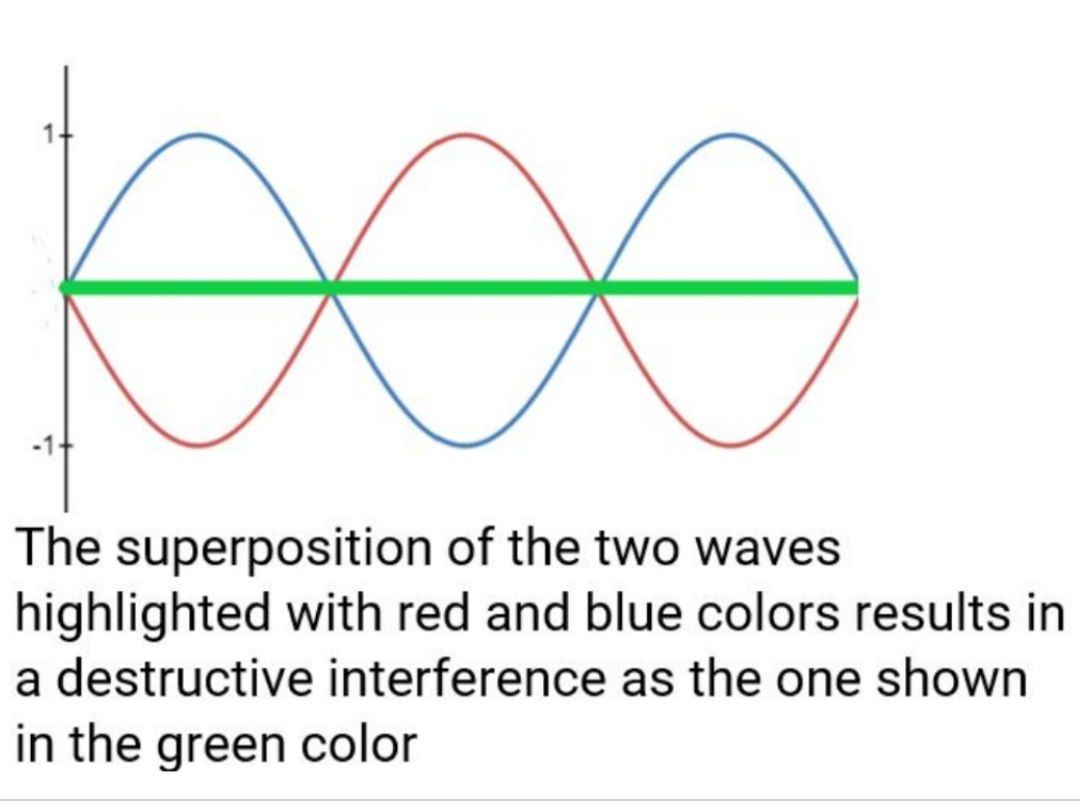 1
-1
The superposition of the two waves
highlighted with red and blue colors results in
a destructive interference as the one shown
in the green color